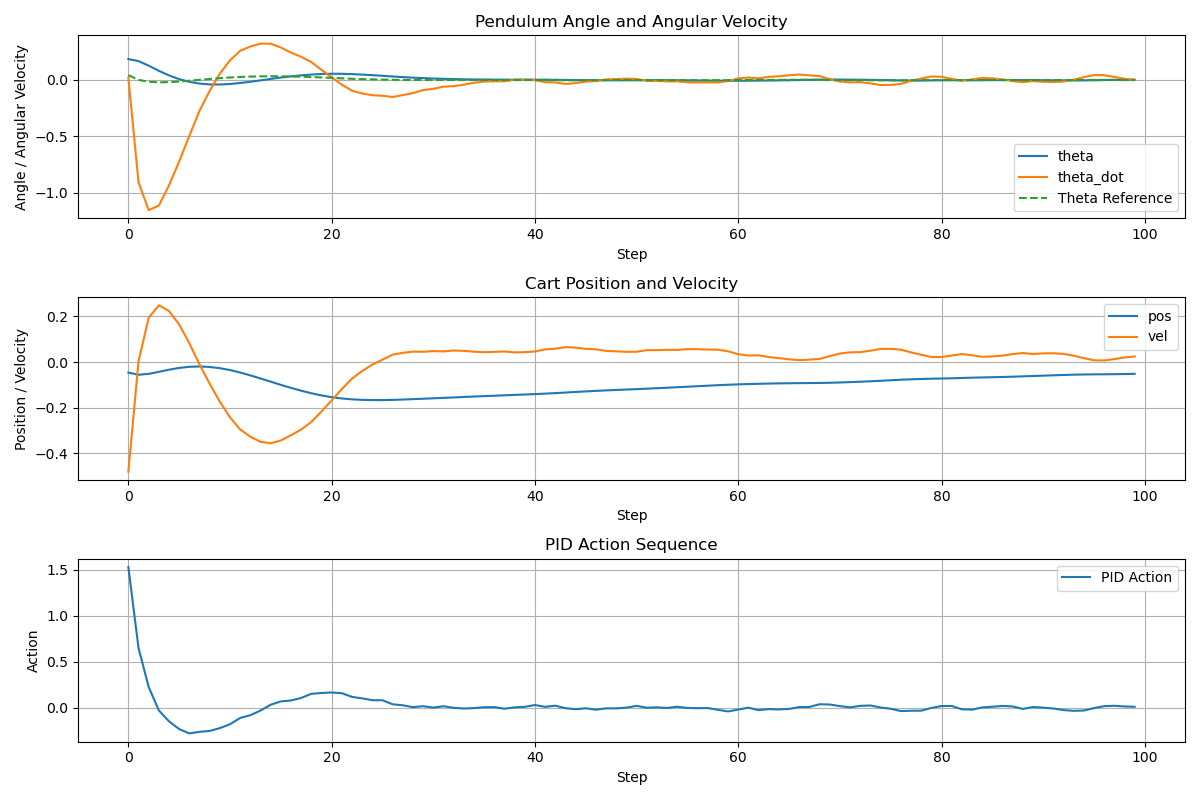 Pendulum Angle and Angular Velocity
Angle / Angular Velocity
0.0
−0.5
−1.0
theta
theta_dot
Theta Reference
0 20 40 60 80 100
Step
Cart Position and Velocity
Position / Velocity
0.2
0.0
−0.2
−0.4
pos
vel
0 20 40 60 80 100
Step
PID Action Sequence
Action
1.5
1.0
0.5
0.0
PID Action
0 20 40 60 80 100
Step